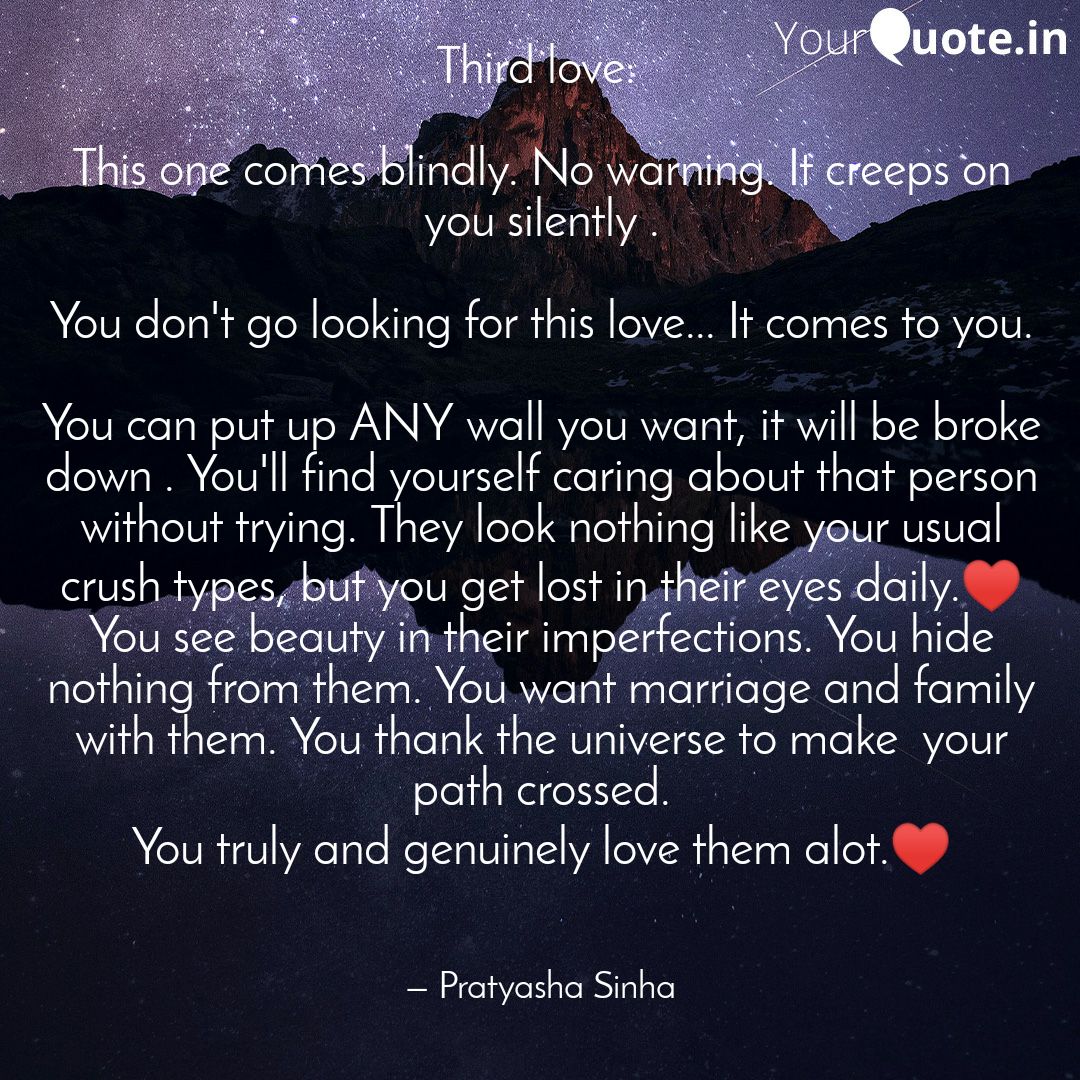 YourQuote.in
Third love:
This one comes blindly. No warning. It creeps on
you silently .
You don't go looking for this love... It comes to you.
You can put up ANY wall you want, it will be broke
down . You'll find yourself caring about that person
without trying. They look nothing like your usual
crush types, but you get lost in their eyes daily.♥️
You see beauty in their imperfections. You hide
nothing from them. You want marriage and family
with them. You thank the universe to make  your
path crossed.
You truly and genuinely love them alot.♥️
– Pratyasha Sinha